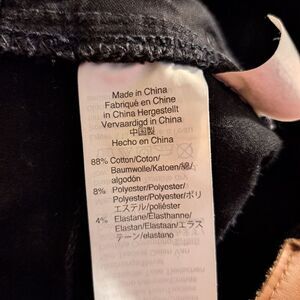 Made in China
Fabriqué en Chine
in China Hergestellt
Vervaardigd in China
中国製
Hecho en China
88% Cotton/Coton/
Baumwolle/Katoen/綿/
algodón
8% Polyester/Polyester/
Polyester/Polyester/ポリ
エステル/poliéster
4% Elastane/Elasthanne/
Elastan/Elastaan/エラス
テーン/elastano